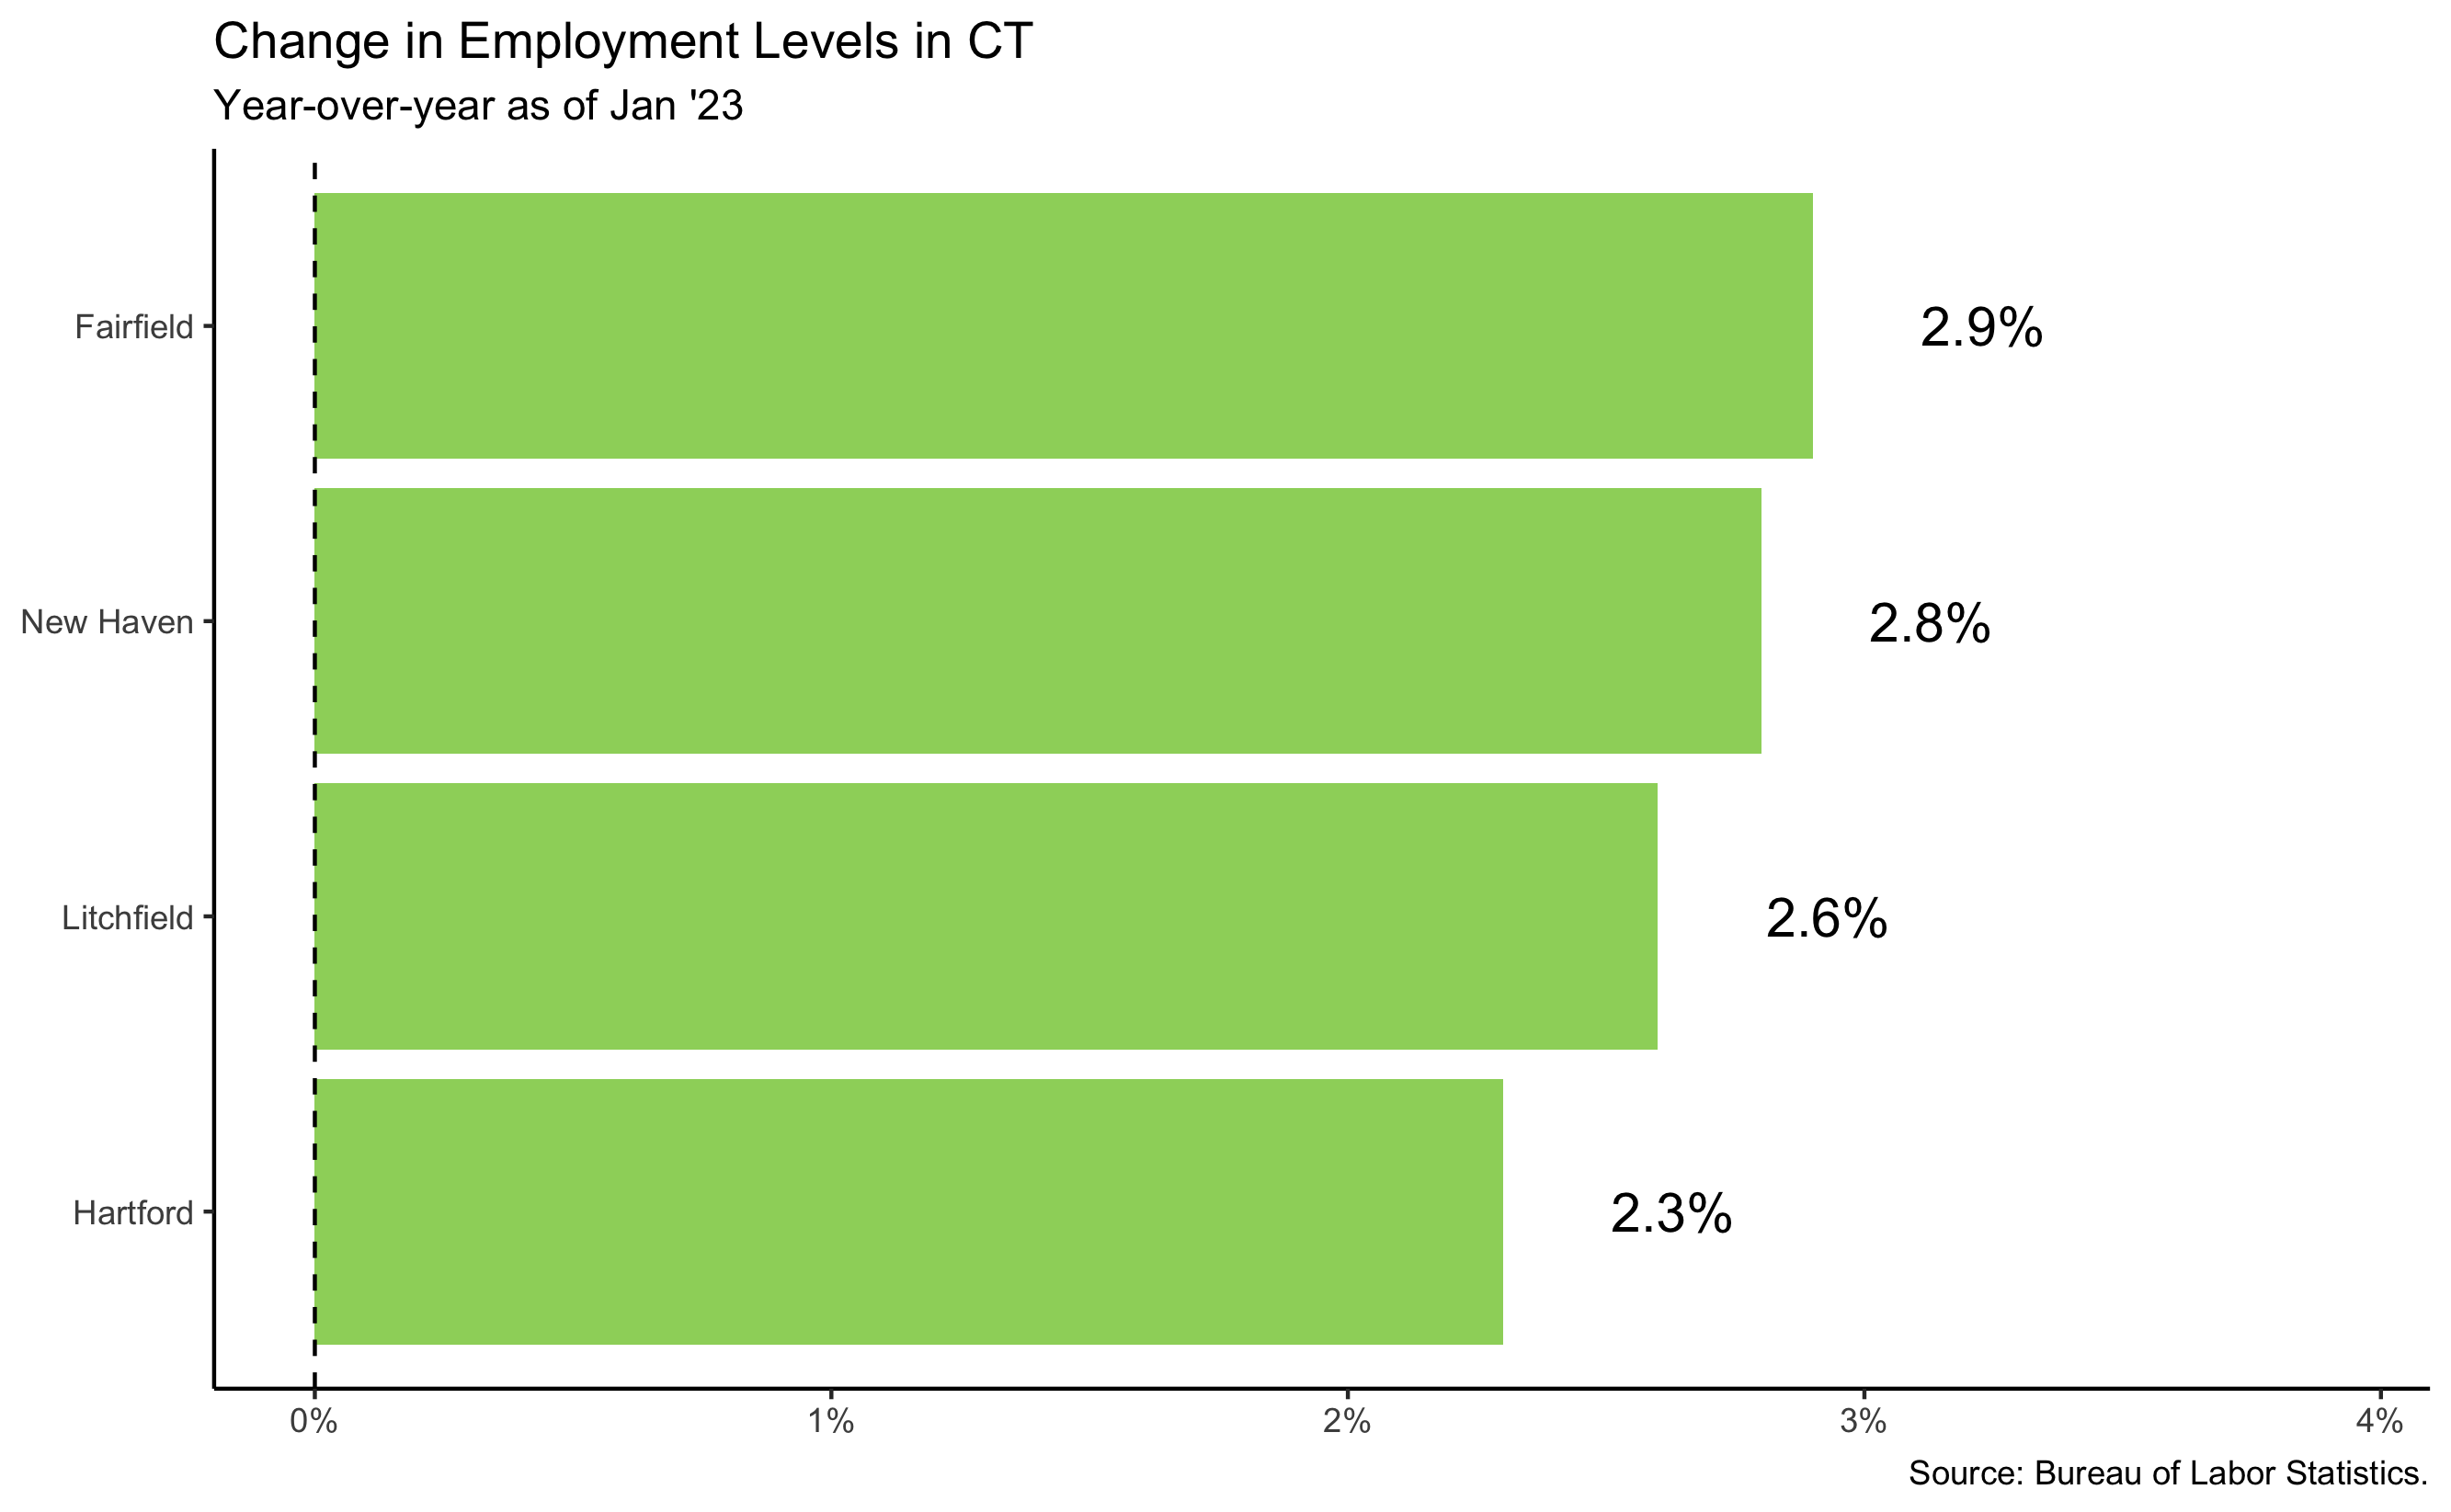 Change in Employment Levels in CT
Year-over-year as of Jan '23
Fairfield
2.9%
New Haven
2.8%
Litchfield
2.6%
Hartford
2.3%
0%
1%
2%
3%
4%
Source: Bureau of Labor Statistics.